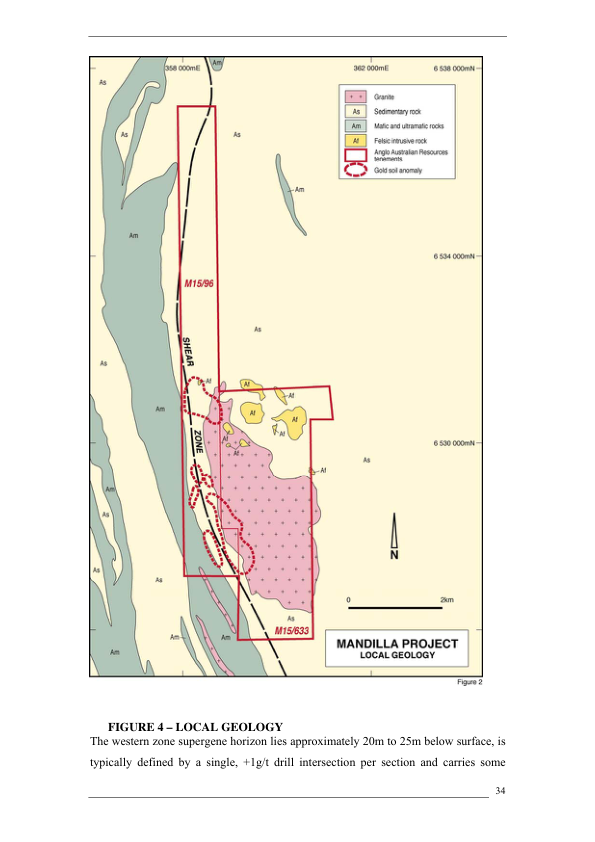 358 000mE
Am
362 000mE
6 538 000mN
As
Granite
As
Sedimentary rock
Am
Mafic and ultramafic rocks
Af
Felsic intrusive rock
Anglo Australian Resources
tenements
Gold soil anomaly
As
As
Am
Am
6 534 000mN
M15/96
As
SHEAR
As
Af
Af
Af
Am
Af
Af
Af
ZONE
Af
6 530 000mN
Af
As
Af
Am
As
N
As
As
0
2km
As
M15/633
Am
Am
Am
MANDILLA PROJECT
LOCAL GEOLOGY
Figure 2
FIGURE 4 – LOCAL GEOLOGY
The western zone supergene horizon lies approximately 20m to 25m below surface, is
typically defined by a single, +1g/t drill intersection per section and carries some
34